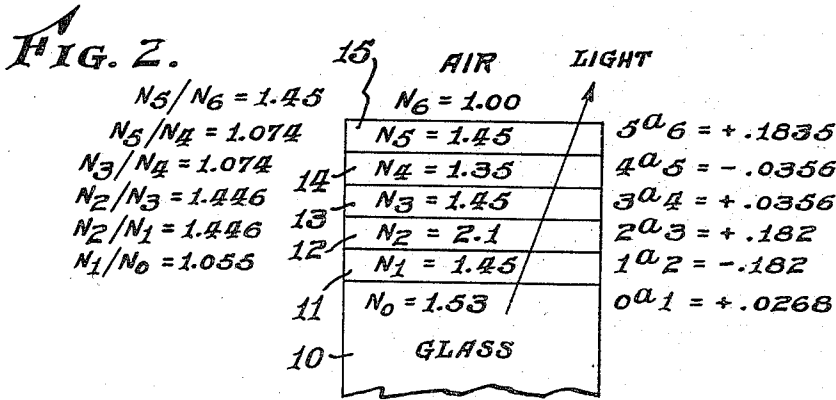 FIG. 2.
15 AIR LIGHT
N5/N6 = 1.45 N6 = 1.00
N5/N4 = 1.074 N5 = 1.45 5a6 = +.1835
N3/N4 = 1.074 14 N4 = 1.35 4a5 = -.0356
N2/N3 = 1.446 13 N3 = 1.45 3a4 = +.0356
N2/N1 = 1.446 12 N2 = 2.1 2a3 = +.182
N1/N0 = 1.055 11 N1 = 1.45 1a2 = -.182
N0 = 1.53 0a1 = +.0268
10 GLASS